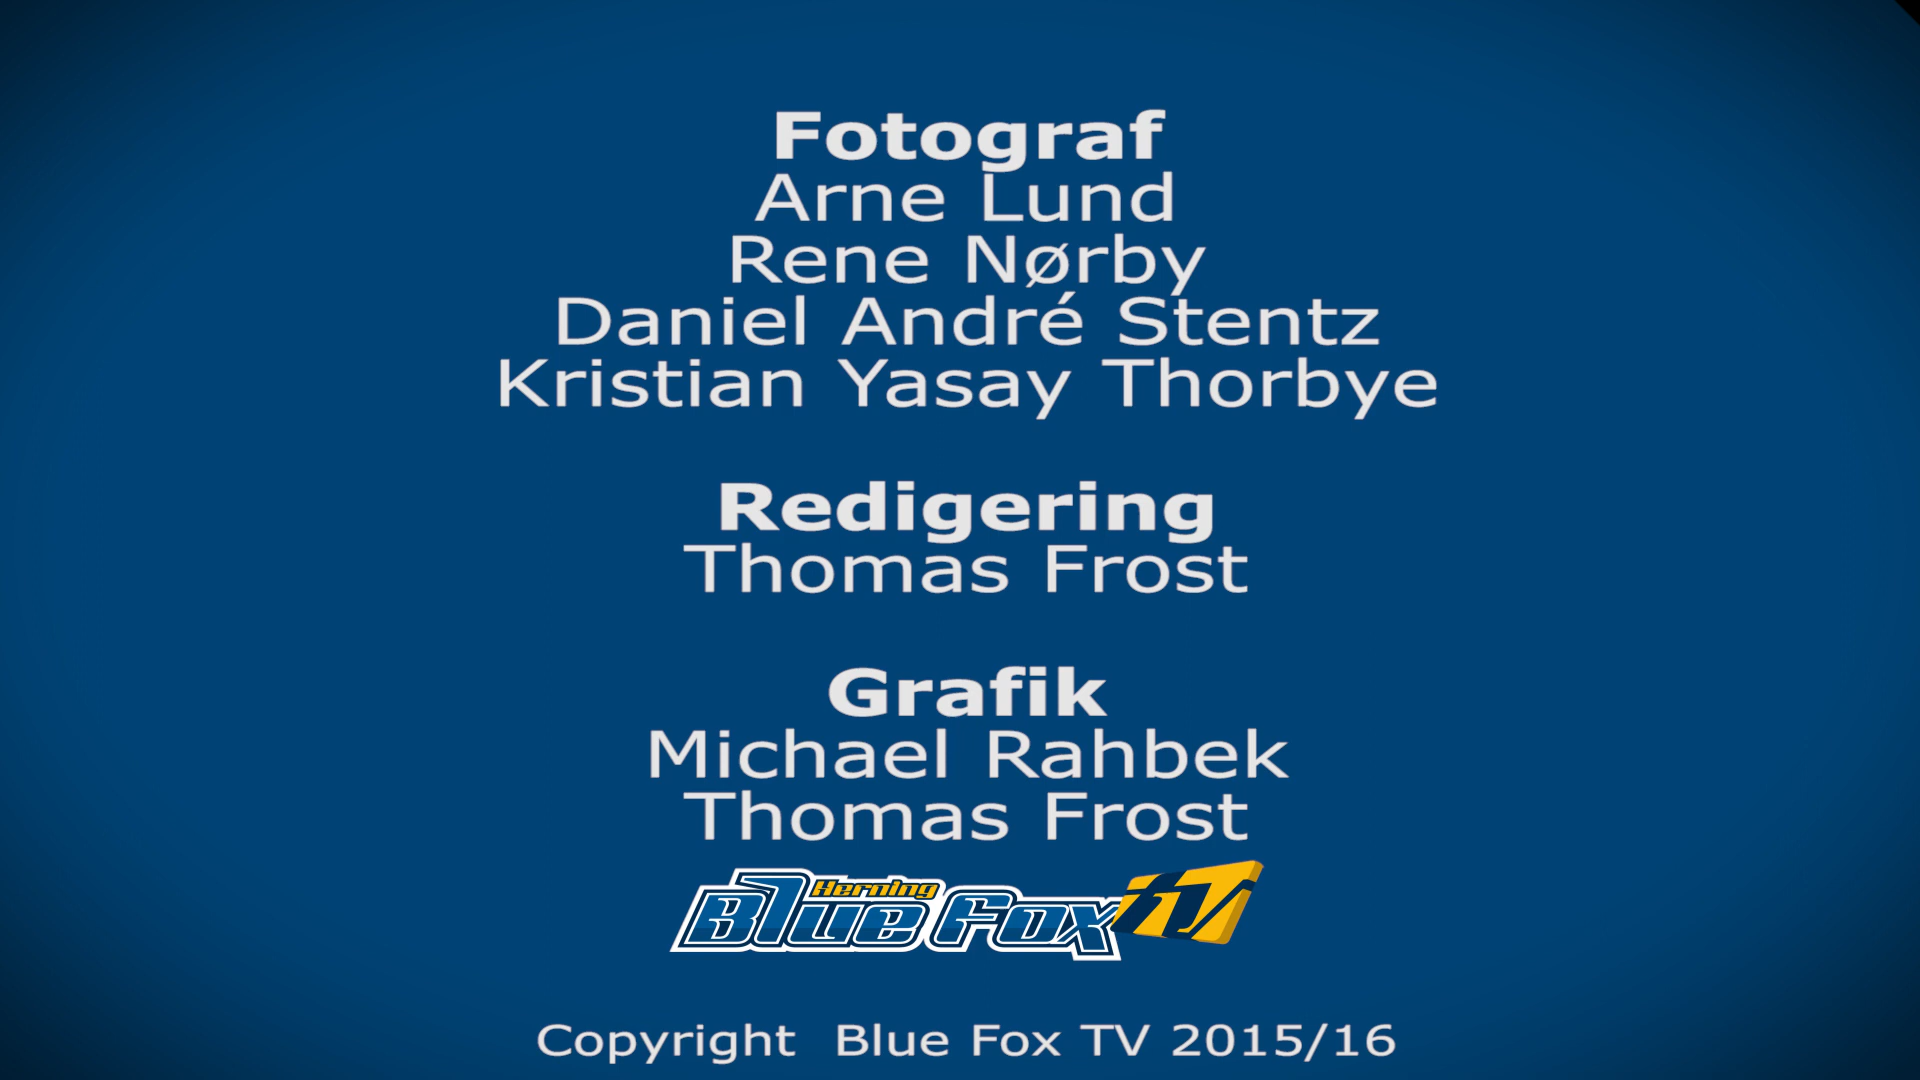 Fotograf
Arne Lund
Rene Nørby
Daniel André Stentz
Kristian Yasay Thorbye
Redigering
Thomas Frost
Grafik
Michael Rahbek
Thomas Frost
Herning
Blue Fox TV
Copyright  Blue Fox TV 2015/16